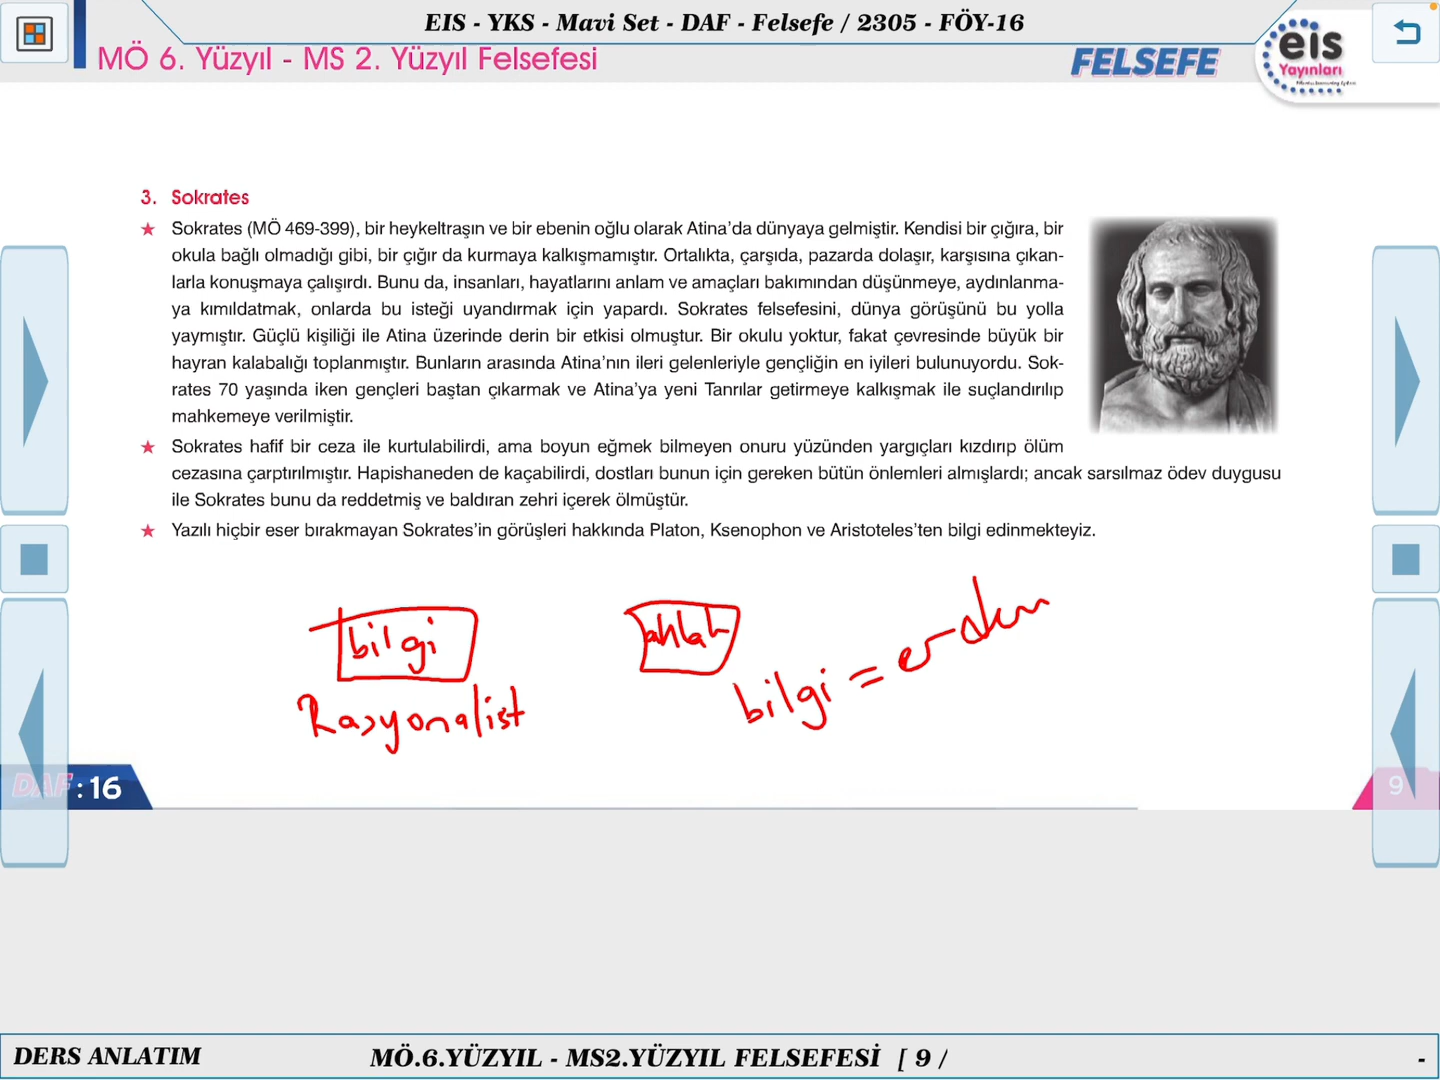 EIS - YKS - Mavi Set - DAF - Felsefe / 2305 - FÖY-16
MÖ 6. Yüzyıl - MS 2. Yüzyıl Felsefesi
FELSEFE
eis
Yayınları
3. Sokrates
★ Sokrates (MÖ 469-399), bir heykeltraşın ve bir ebenin oğlu olarak Atina'da dünyaya gelmiştir. Kendisi bir çığıra, bir
okula bağlı olmadığı gibi, bir çığır da kurmaya kalkışmamıştır. Ortalıkta, çarşıda, pazarda dolaşır, karşısına çıkan-
larla konuşmaya çalışırdı. Bunu da, insanları, hayatlarını anlam ve amaçları bakımından düşünmeye, aydınlanma-
ya kımıldatmak, onlarda bu isteği uyandırmak için yapardı. Sokrates felsefesini, dünya görüşünü bu yolla
yaymıştır. Güçlü kişiliği ile Atina üzerinde derin bir etkisi olmuştur. Bir okulu yoktur, fakat çevresinde büyük bir
hayran kalabalığı toplanmıştır. Bunların arasında Atina'nın ileri gelenleriyle gençliğin en iyileri bulunuyordu. Sok-
rates 70 yaşında iken gençleri baştan çıkarmak ve Atina'ya yeni Tanrılar getirmeye kalkışmak ile suçlandırılıp
mahkemeye verilmiştir.
★ Sokrates hafif bir ceza ile kurtulabilirdi, ama boyun eğmek bilmeyen onuru yüzünden yargıçları kızdırıp ölüm
cezasına çarptırılmıştır. Hapishaneden de kaçabilirdi, dostları bunun için gereken bütün önlemleri almışlardı; ancak sarsılmaz ödev duygusu
ile Sokrates bunu da reddetmiş ve baldıran zehri içerek ölmüştür.
★ Yazılı hiçbir eser bırakmayan Sokrates'in görüşleri hakkında Platon, Ksenophon ve Aristoteles'ten bilgi edinmekteyiz.
bilgi
ahlak
Rasyonalist
bilgi = erdem
DAF : 16
9
DERS ANLATIM
MÖ.6.YÜZYIL - MS2.YÜZYIL FELSEFESİ [ 9 /
-